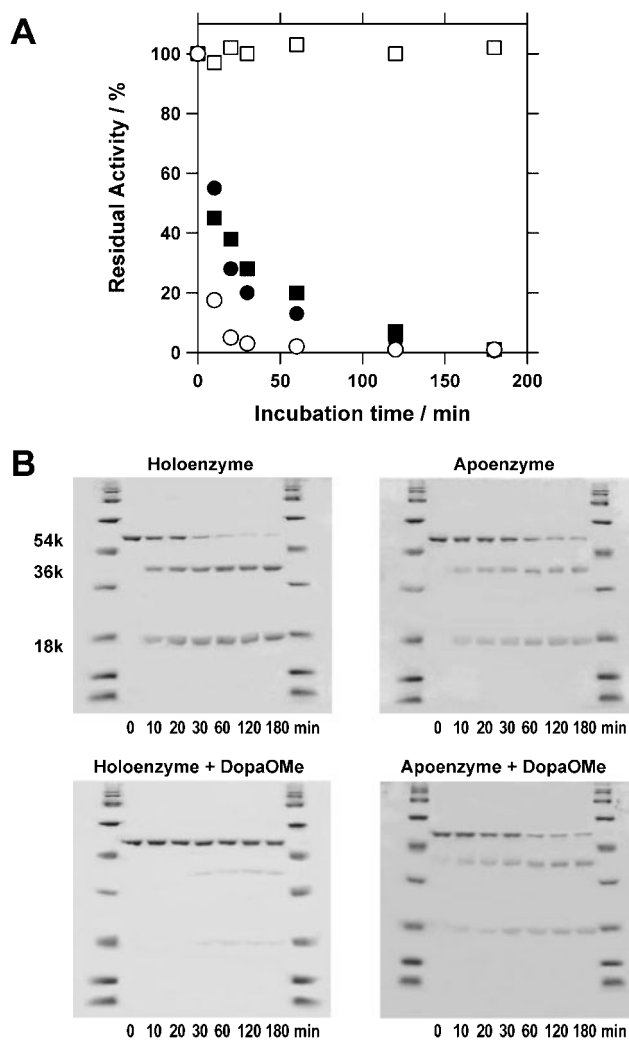 A
Residual Activity / %
100
80
60
40
20
0
0 50 100 150 200
Incubation time / min
B
Holoenzyme Apoenzyme
54k
36k
18k
0 10 20 30 60 120 180 min 0 10 20 30 60 120 180 min
Holoenzyme + DopaOMe Apoenzyme + DopaOMe
0 10 20 30 60 120 180 min 0 10 20 30 60 120 180 min